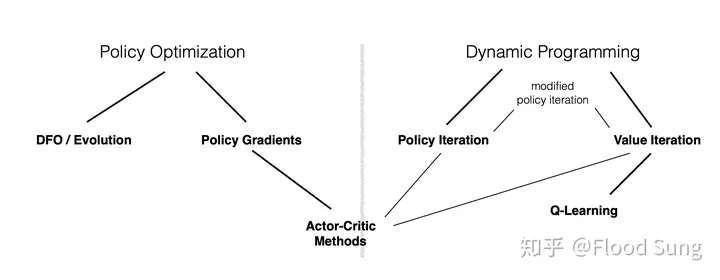 Policy Optimization
Dynamic Programming
modified
policy iteration
DFO / Evolution
Policy Gradients
Policy Iteration
Value Iteration
Actor-Critic
Methods
Q-Learning
知乎 @Flood Sung